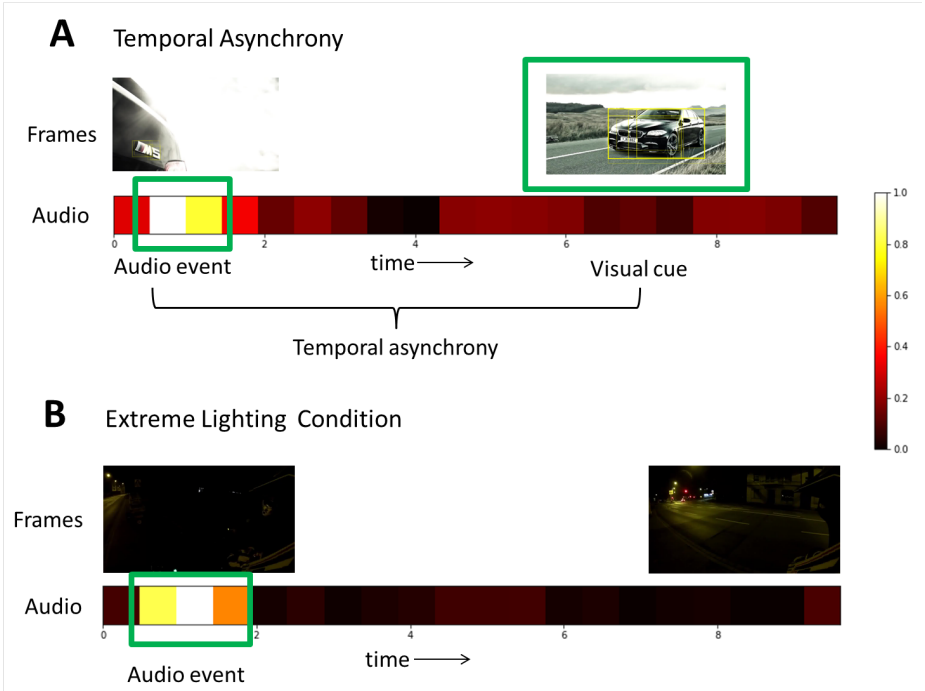 A Temporal Asynchrony
M5
Frames
Audio
0 2 4 6 8
Audio event
time
Visual cue
Temporal asynchrony
1.0
0.8
0.6
0.4
0.2
0.0
B Extreme Lighting Condition
Frames
Audio
0 2 4 6 8
time
Audio event